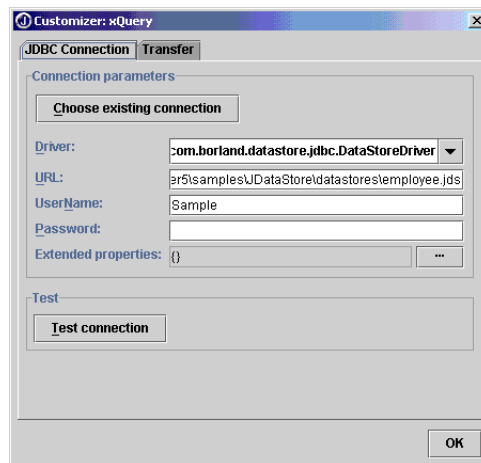 Customizer: xQuery
JDBC Connection Transfer
Connection parameters
Choose existing connection
Driver: com.borland.datastore.jdbc.DataStoreDriver
URL: er5\samples\JDataStore\datastores\employee.jds
UserName: Sample
Password:
Extended properties: {} ...
Test
Test connection
OK